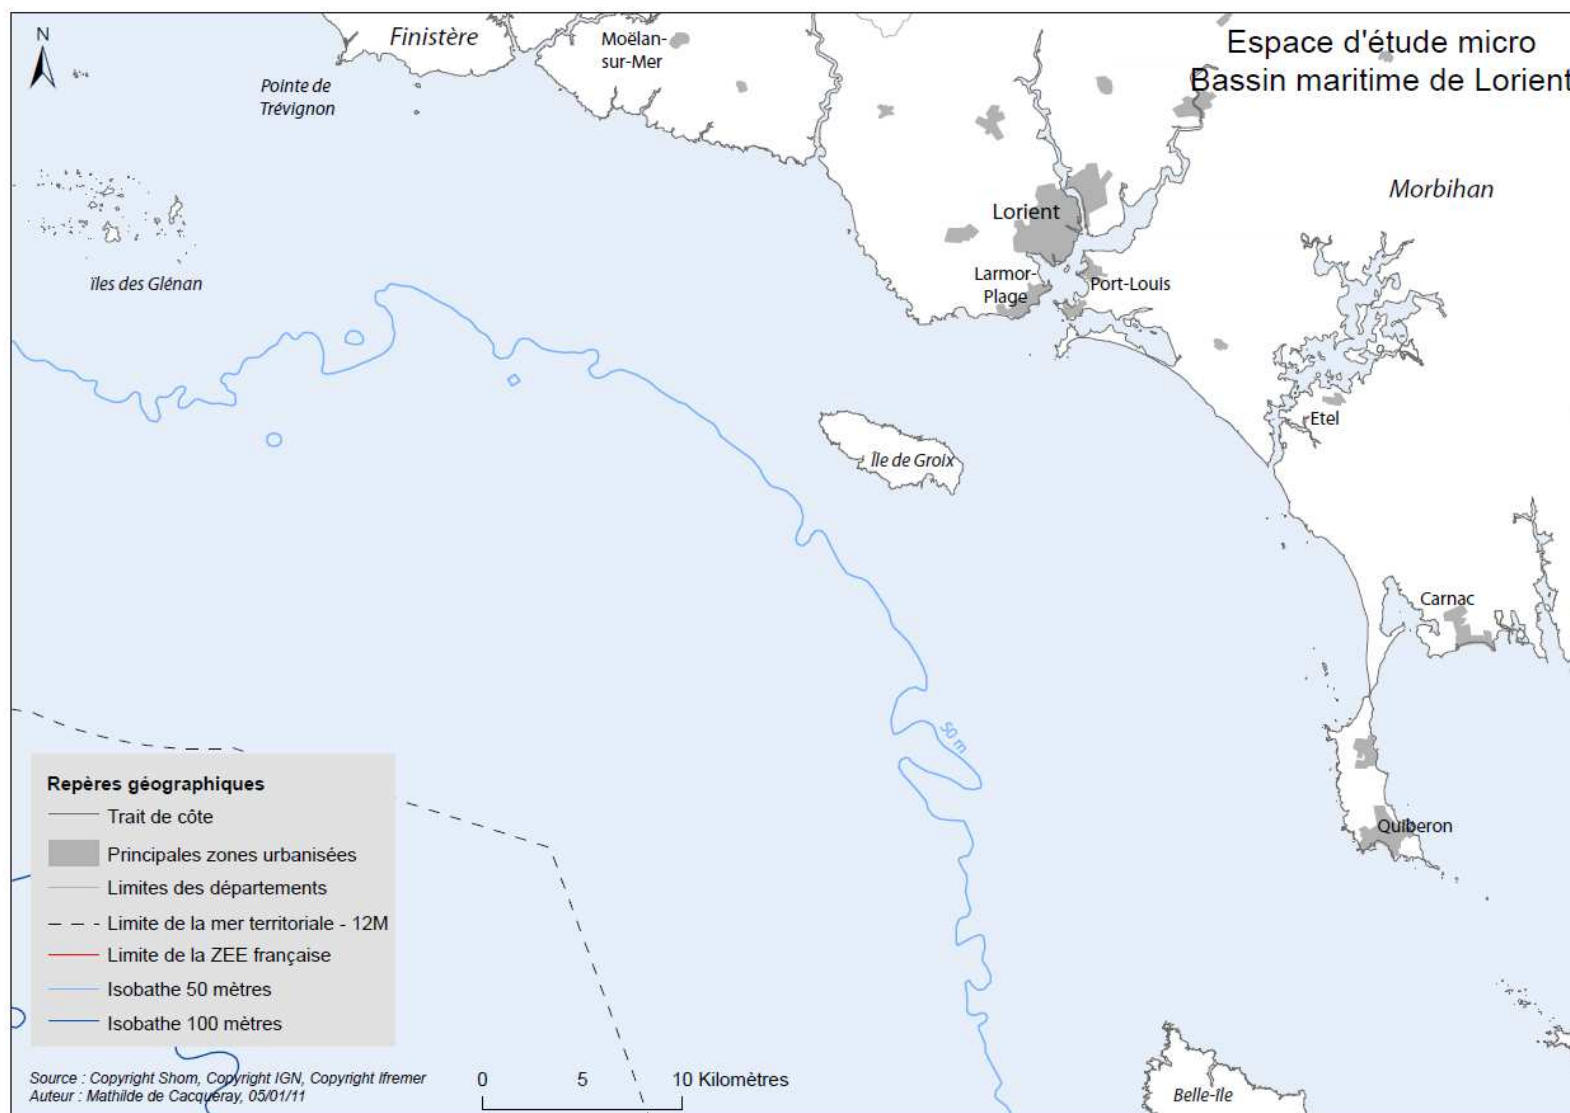 Espace d'étude micro
Bassin maritime de Lorient
N
Finistère
Moëlan-
sur-Mer
Pointe de
Trévignon
Morbihan
Lorient
îles des Glénan
Larmor-
Plage
Port-Louis
Etel
Île de Groix
Carnac
50 m
Quiberon
Belle-Ile
Repères géographiques
Trait de côte
Principales zones urbanisées
Limites des départements
Limite de la mer territoriale - 12M
Limite de la ZEE française
Isobathe 50 mètres
Isobathe 100 mètres
Source : Copyright Shom, Copyright IGN, Copyright Ifremer
Auteur : Mathilde de Cacqueray, 05/01/11
0 5 10 Kilomètres